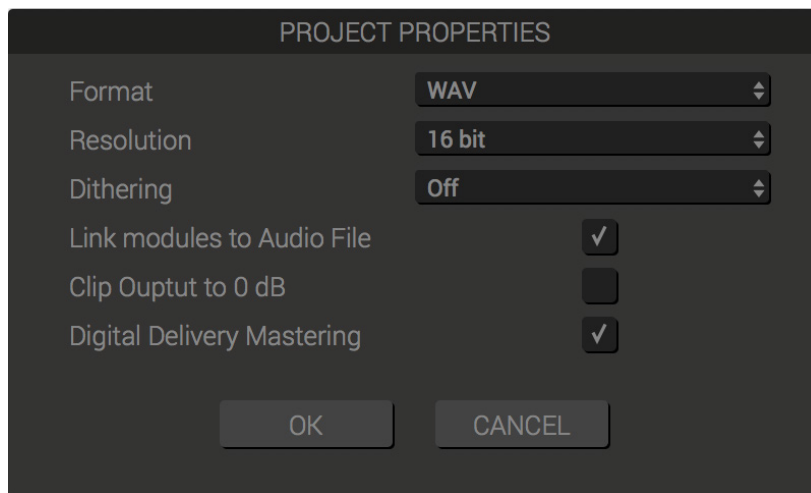 PROJECT PROPERTIES
Format WAV
Resolution 16 bit
Dithering Off
Link modules to Audio File
Clip Ouptut to 0 dB
Digital Delivery Mastering
OK CANCEL